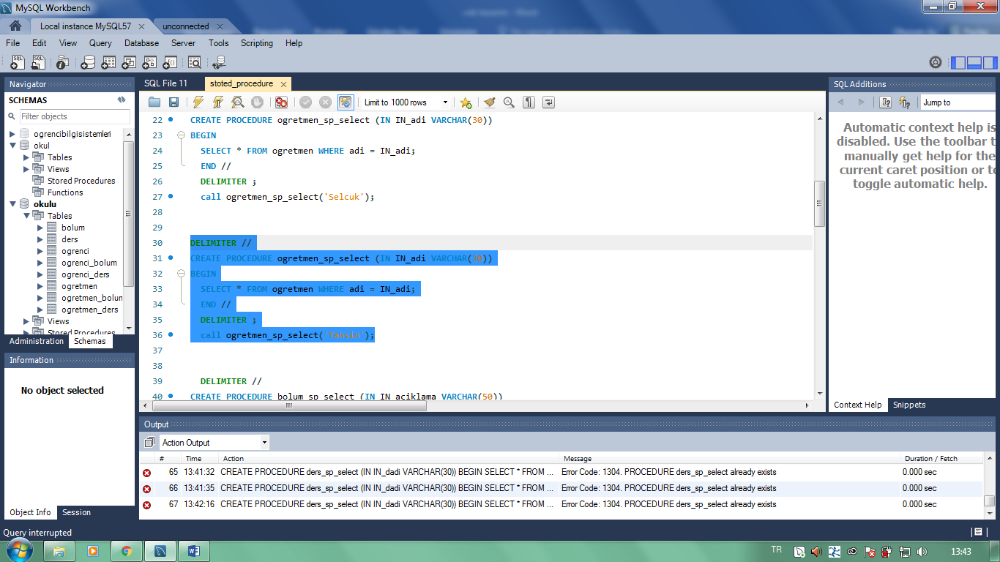 MySQL Workbench
Local instance MySQL57
unconnected
File Edit View Query Database Server Tools Scripting Help
Navigator
SCHEMAS
Filter objects
ogrencibilgisistemleri
okul
Tables
Views
Stored Procedures
Functions
okulu
Tables
bolum
ders
ogrenci
ogrenci_bolum
ogrenci_ders
ogretmen
ogretmen_bolun
ogretmen_ders
Views
Stored Procedures
Administration Schemas
Information
No object selected
Object Info Session
Query interrupted
SQL File 11 stoted_procedure
Limit to 1000 rows
22 CREATE PROCEDURE ogretmen_sp_select (IN IN_adi VARCHAR(30))
23 BEGIN
24 SELECT * FROM ogretmen WHERE adi = IN_adi;
25 END //
26 DELIMITER ;
27 call ogretmen_sp_select('Selcuk');
28
29
30 DELIMITER //
31 CREATE PROCEDURE ogretmen_sp_select (IN IN_adi VARCHAR(30))
32 BEGIN
33 SELECT * FROM ogretmen WHERE adi = IN_adi;
34 END //
35 DELIMITER ;
36 call ogretmen_sp_select('Tahsin');
37
38
39 DELIMITER //
40 CREATE PROCEDURE bolum_sp_select (IN IN_aciklama VARCHAR(50))
SQL Additions
Jump to
Automatic context help is
disabled. Use the toolbar t
manually get help for the
current caret position or to
toggle automatic help.
Context Help Snippets
Output
Action Output
# Time Action Message Duration / Fetch
65 13:41:32 CREATE PROCEDURE ders_sp_select (IN IN_dadi VARCHAR(30)) BEGIN SELECT * FROM ... Error Code: 1304. PROCEDURE ders_sp_select already exists 0.000 sec
66 13:41:35 CREATE PROCEDURE ders_sp_select (IN IN_dadi VARCHAR(30)) BEGIN SELECT * FROM ... Error Code: 1304. PROCEDURE ders_sp_select already exists 0.000 sec
67 13:42:16 CREATE PROCEDURE ders_sp_select (IN IN_dadi VARCHAR(30)) BEGIN SELECT * FROM ... Error Code: 1304. PROCEDURE ders_sp_select already exists 0.000 sec
TR
13:43